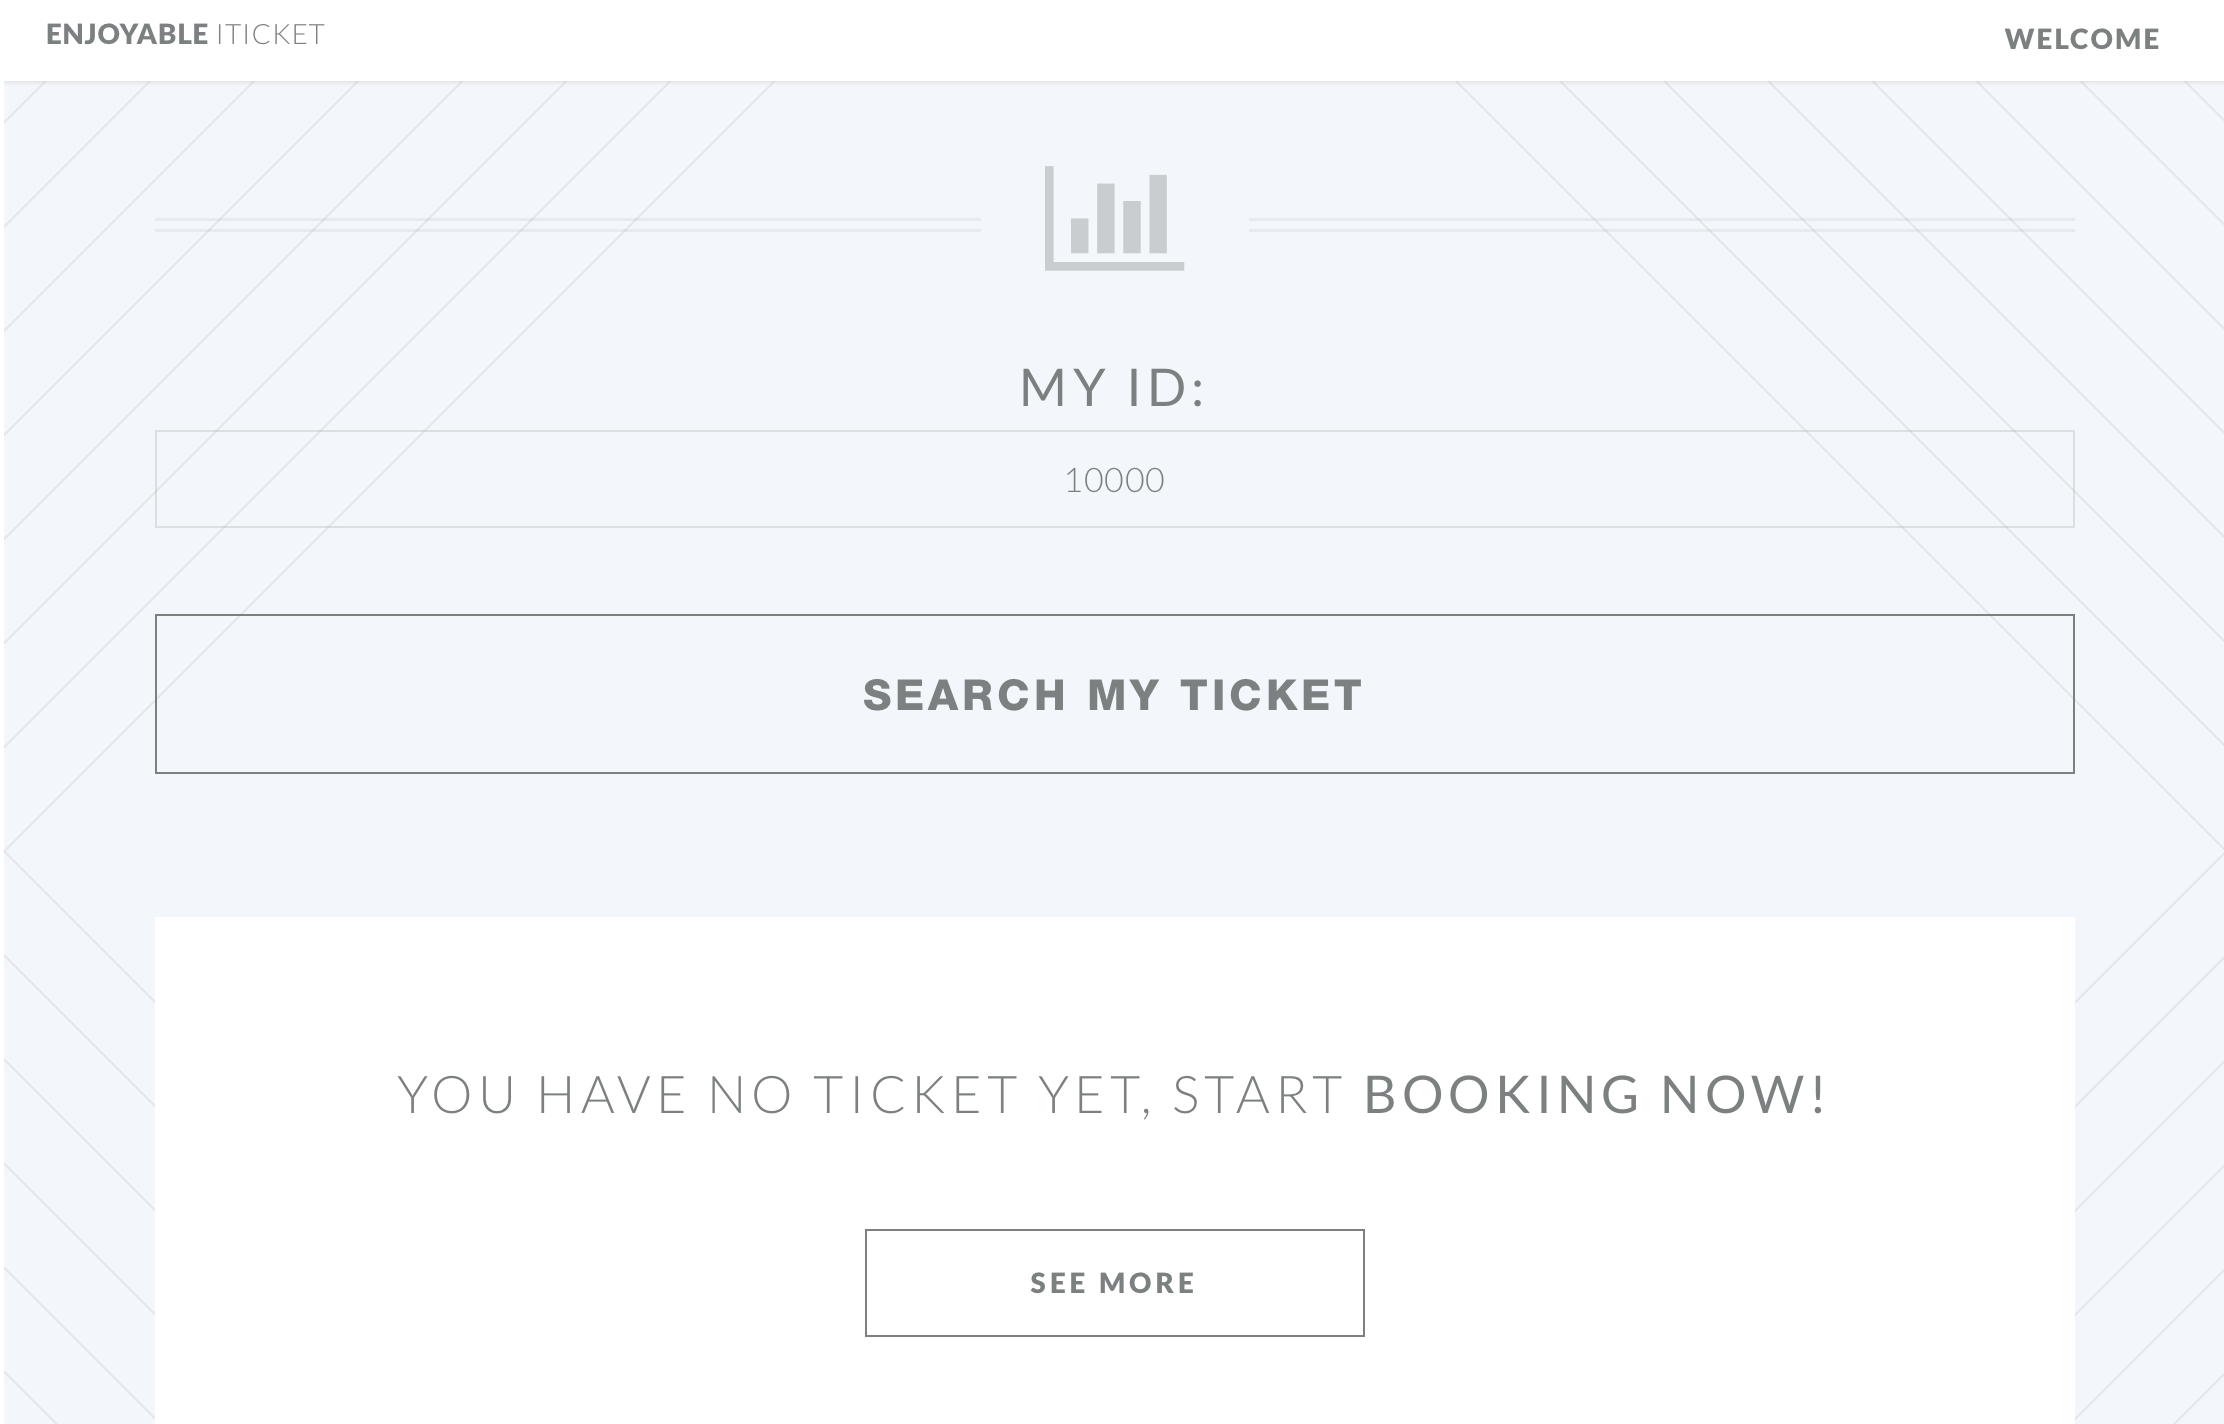 ENJOYABLE ITICKET
WELCOME
MY ID:
10000
SEARCH MY TICKET
YOU HAVE NO TICKET YET, START BOOKING NOW!
SEE MORE